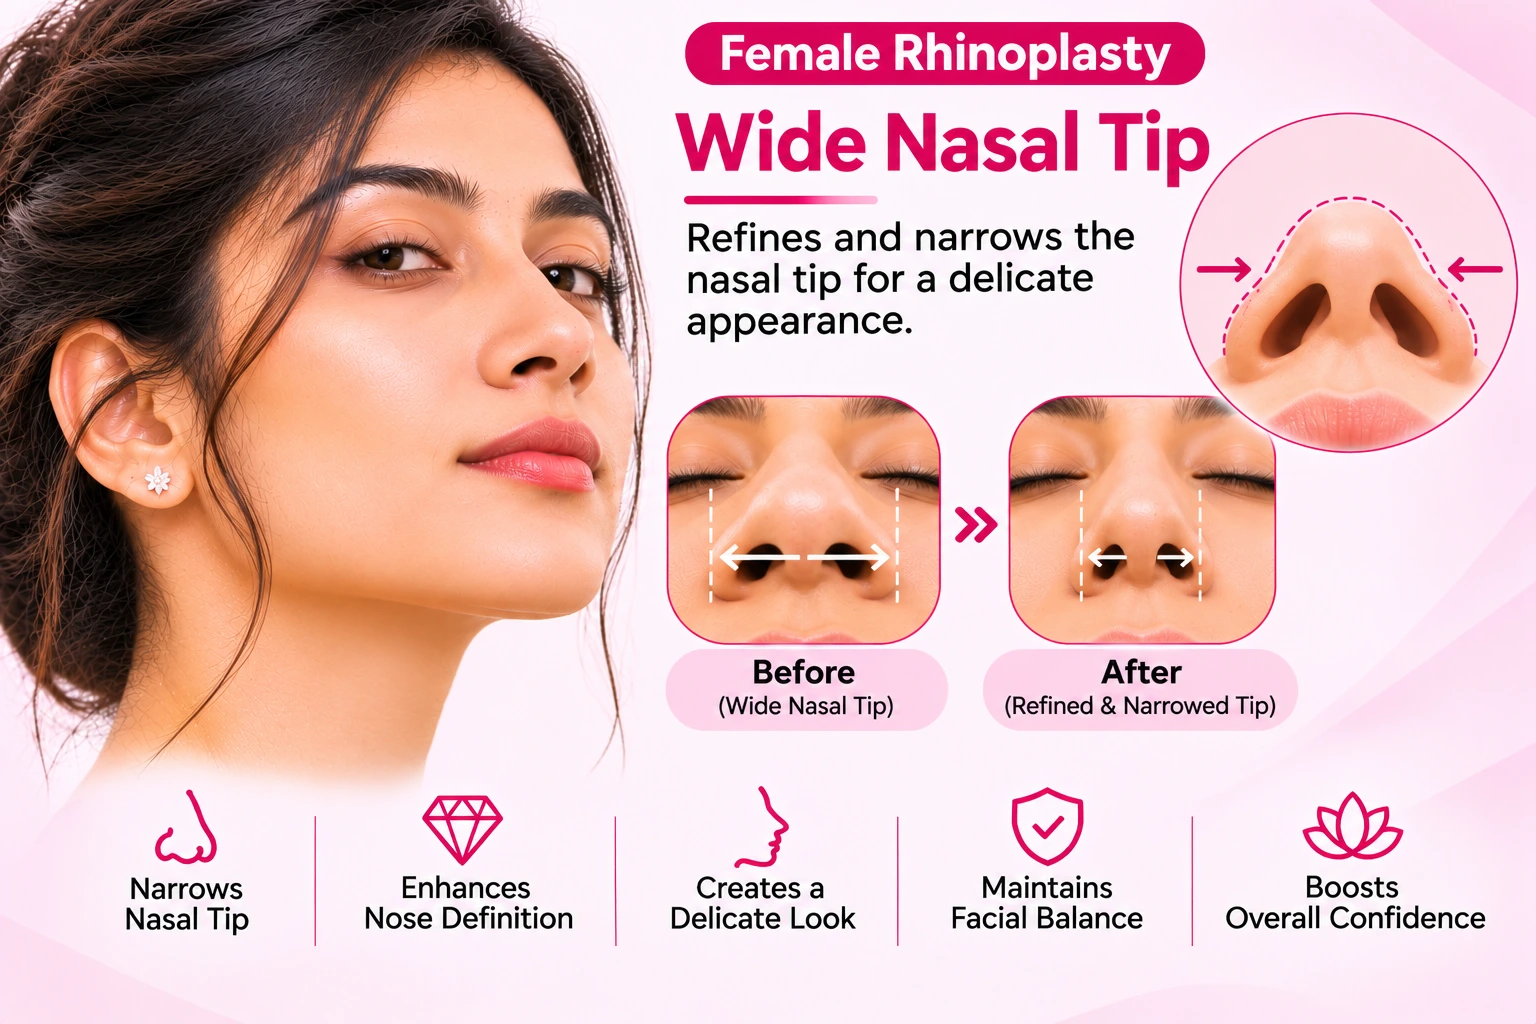 Female Rhinoplasty
Wide Nasal Tip
Refines and narrows the
nasal tip for a delicate
appearance.
Before
(Wide Nasal Tip)
After
(Refined & Narrowed Tip)
Narrows
Nasal Tip
Enhances
Nose Definition
Creates a
Delicate Look
Maintains
Facial Balance
Boosts
Overall Confidence